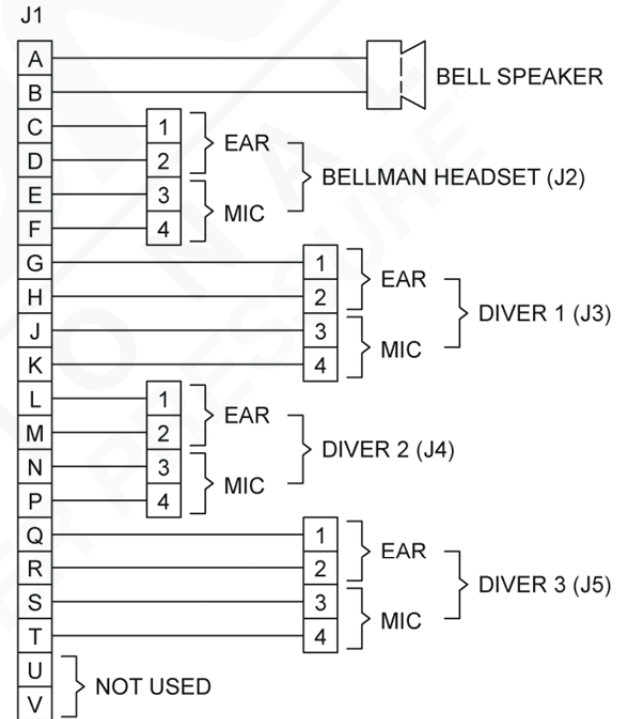 J1
A
B
BELL SPEAKER
C 1
D 2
EAR
E 3
F 4
MIC
BELLMAN HEADSET (J2)
G 1
H 2
EAR
J 3
K 4
MIC
DIVER 1 (J3)
L 1
M 2
EAR
N 3
P 4
MIC
DIVER 2 (J4)
Q 1
R 2
EAR
S 3
T 4
MIC
DIVER 3 (J5)
U
V
NOT USED